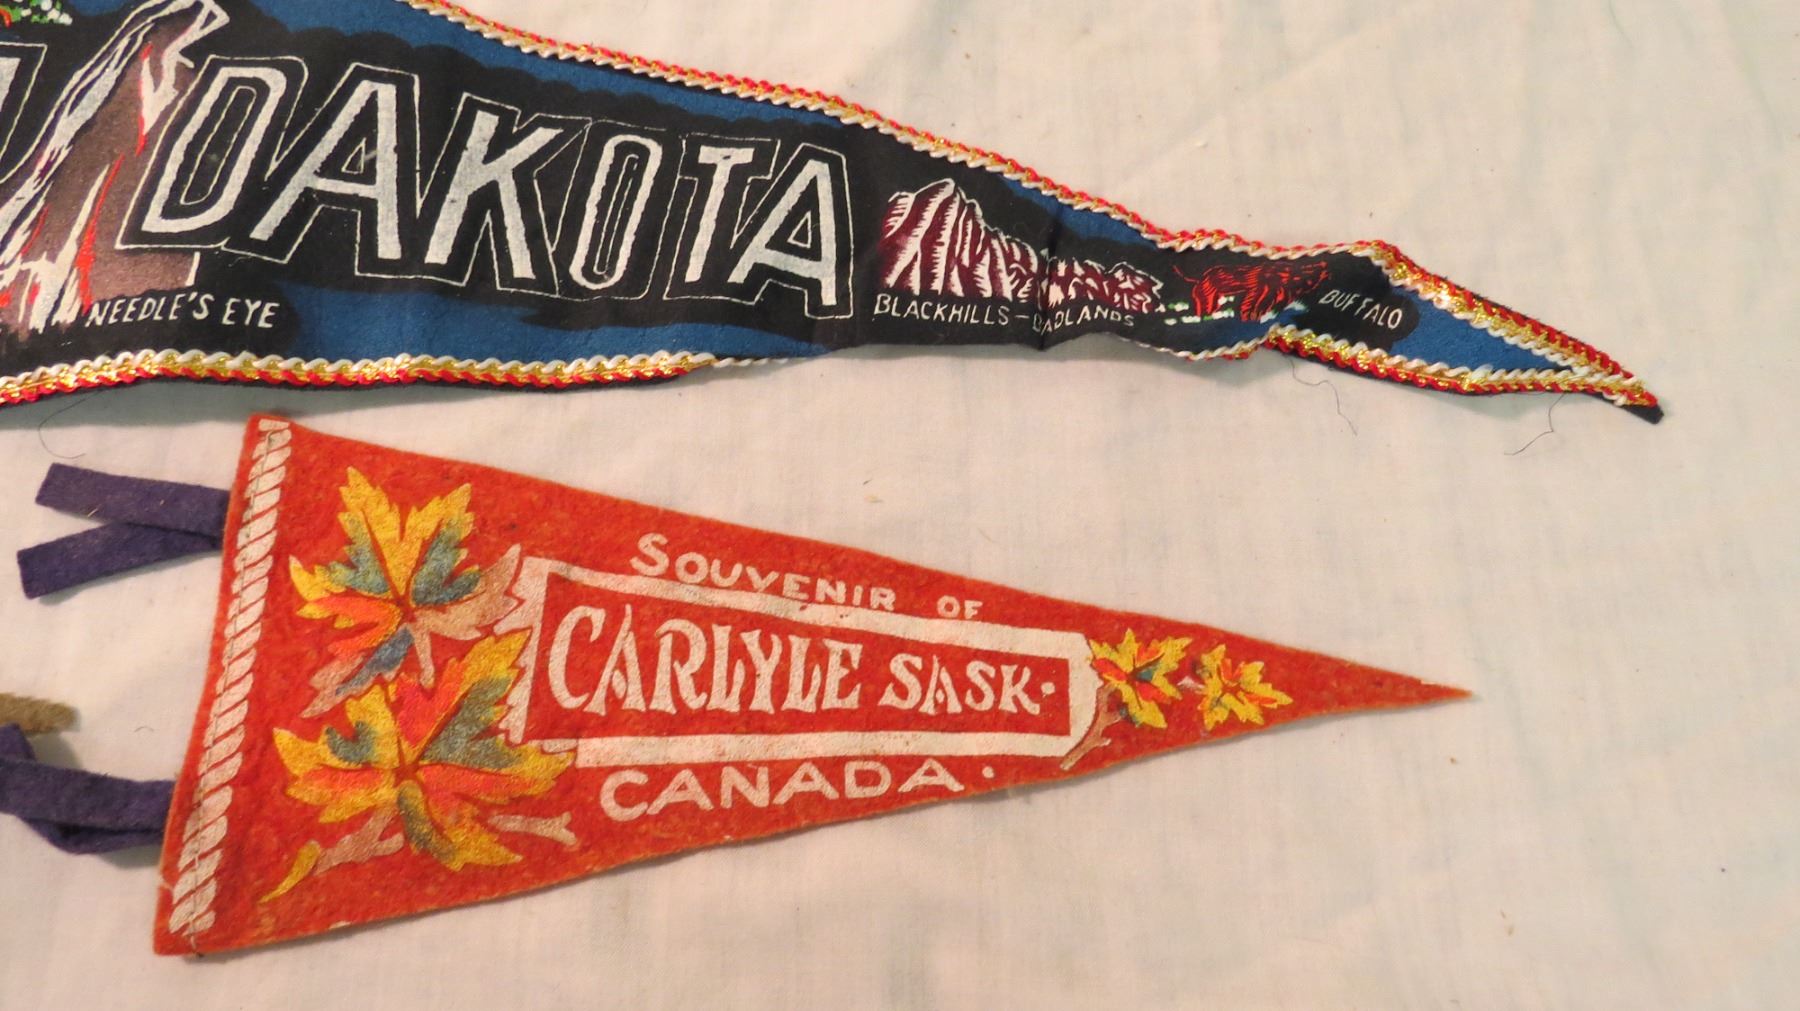 DAKOTA
NEEDLE'S EYE
BLACKHILLS - BADLANDS
BUFFALO
SOUVENIR OF
CARLYLE SASK.
CANADA.